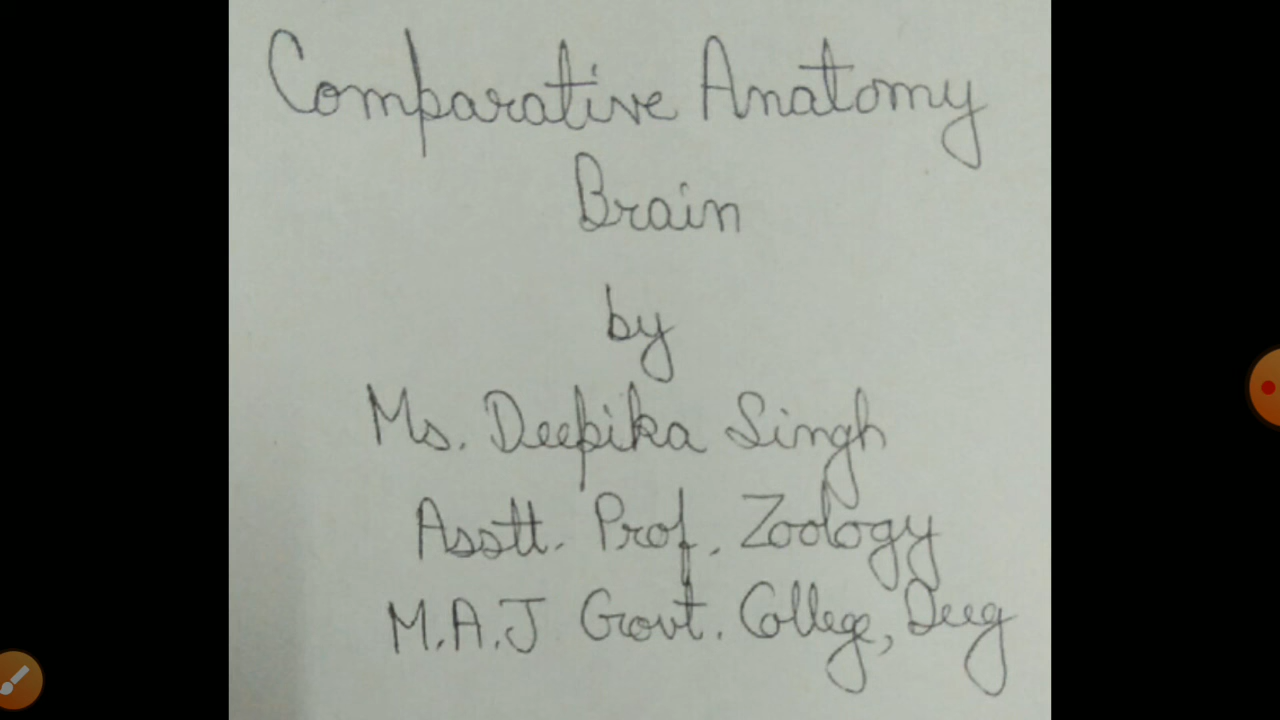 Comparative Anatomy
Brain
by
Ms. Deepika Singh
Asstt. Prof. Zoology
M.A.J Govt. College, Deeg